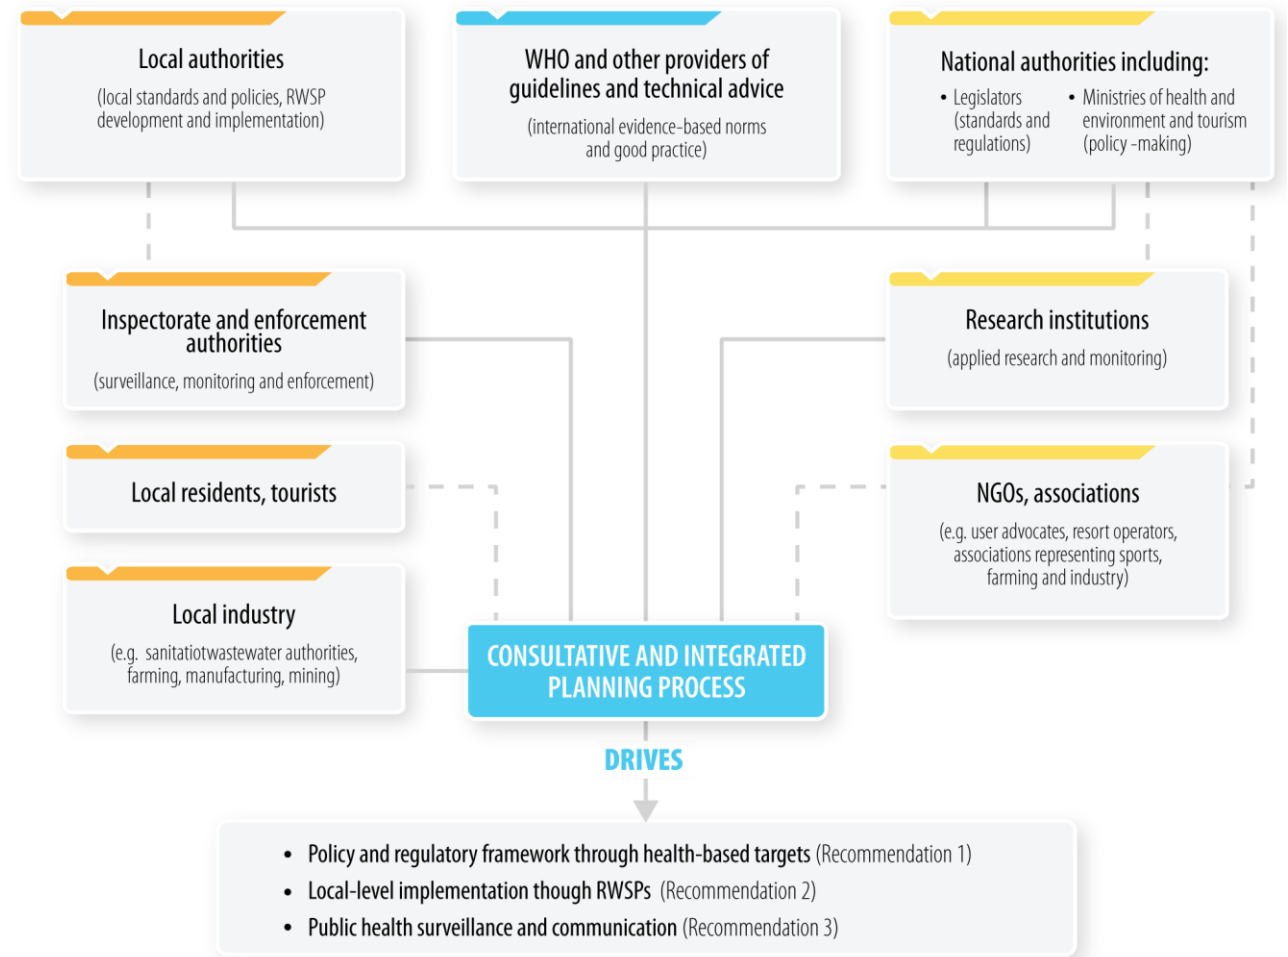 Local authorities
(local standards and policies, RWSP
development and implementation)
WHO and other providers of
guidelines and technical advice
(international evidence-based norms
and good practice)
National authorities including:
• Legislators
(standards and
regulations)
• Ministries of health and
environment and tourism
(policy -making)
Inspectorate and enforcement
authorities
(surveillance, monitoring and enforcement)
Research institutions
(applied research and monitoring)
Local residents, tourists
NGOs, associations
(e.g. user advocates, resort operators,
associations representing sports,
farming and industry)
Local industry
(e.g. sanitatiotwastewater authorities,
farming, manufacturing, mining)
CONSULTATIVE AND INTEGRATED
PLANNING PROCESS
DRIVES
• Policy and regulatory framework through health-based targets (Recommendation 1)
• Local-level implementation though RWSPs (Recommendation 2)
• Public health surveillance and communication (Recommendation 3)